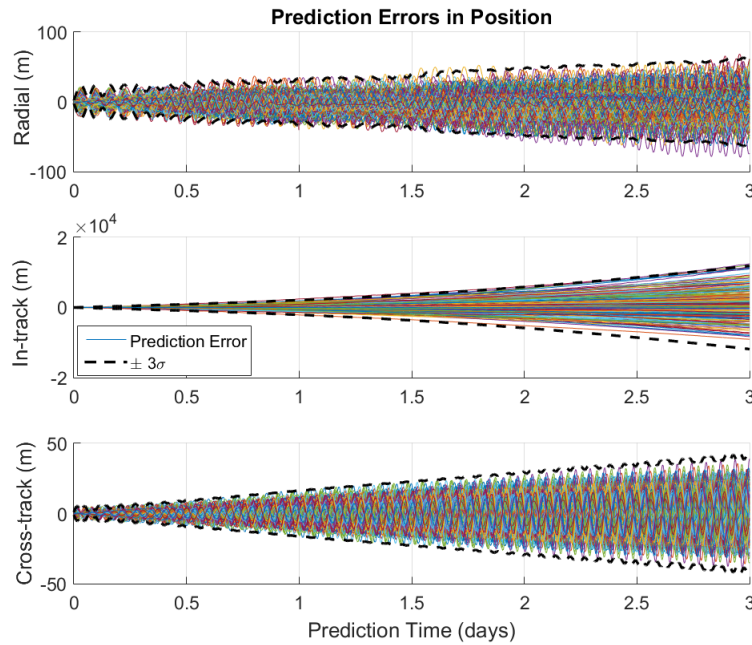 Prediction Errors in Position
100
0
-100
Radial (m)
0 0.5 1 1.5 2 2.5 3
×10⁴
2
0
-2
In-track (m)
Prediction Error
± 3σ
0 0.5 1 1.5 2 2.5 3
50
0
-50
Cross-track (m)
0 0.5 1 1.5 2 2.5 3
Prediction Time (days)